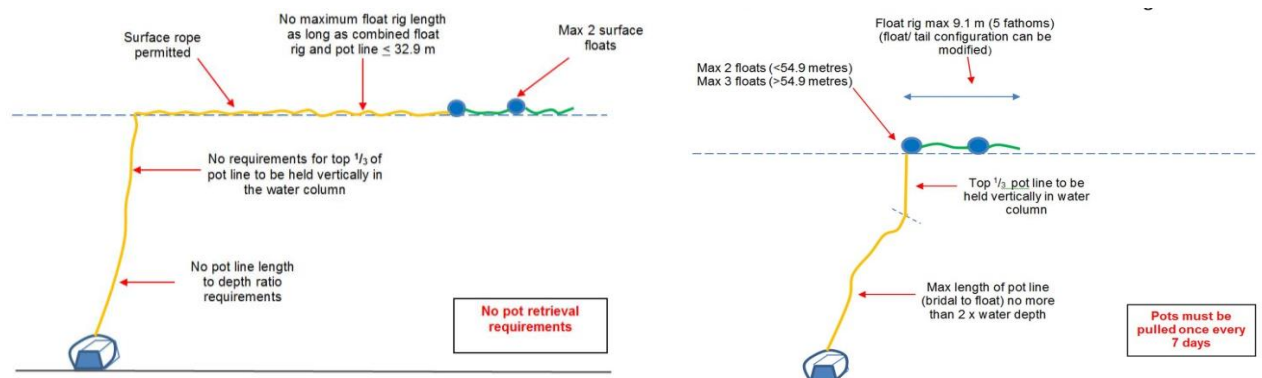 No maximum float rig length
as long as combined float
rig and pot line ≤ 32.9 m
Surface rope
permitted
Max 2 surface
floats
No requirements for top 1/3 of
pot line to be held vertically in
the water column
No pot line length
to depth ratio
requirements
No pot retrieval
requirements
Float rig max 9.1 m (5 fathoms)
(float/ tail configuration can be
modified)
Max 2 floats (<54.9 metres)
Max 3 floats (>54.9 metres)
Top 1/3 pot line to be
held vertically in water
column
Max length of pot line
(bridal to float) no more
than 2 x water depth
Pots must be
pulled once every
7 days